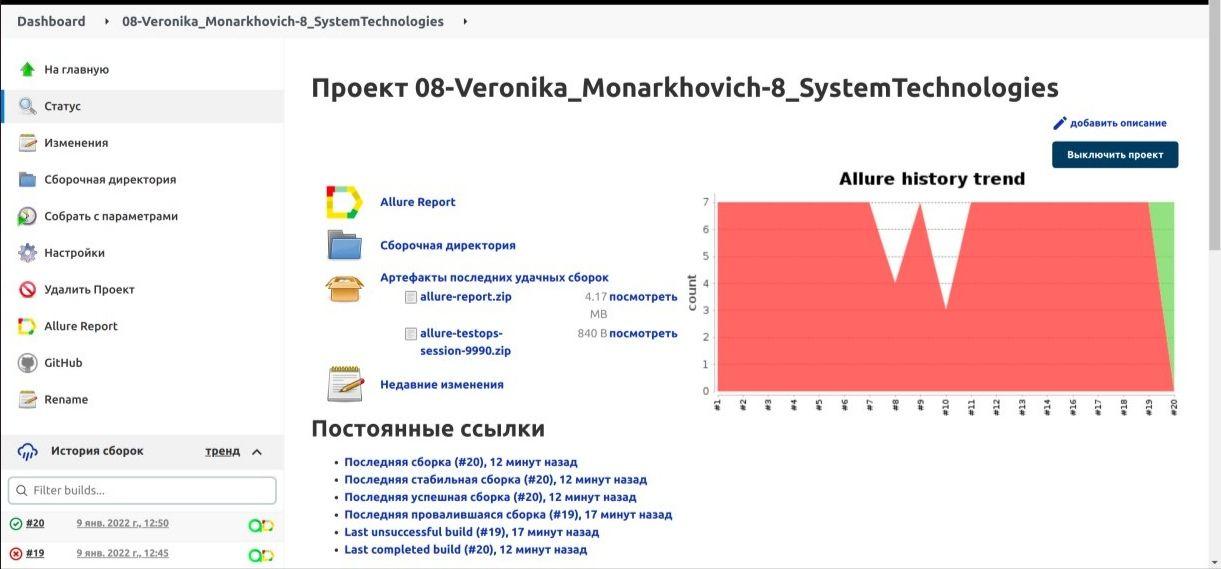 Dashboard
08-Veronika_Monarkhovich-8_SystemTechnologies
На главную
Статус
Изменения
Сборочная директория
Собрать с параметрами
Настройки
Удалить Проект
Allure Report
GitHub
Rename
История сборок
тренд
Filter builds...
#20
9 янв. 2022 г., 12:50
#19
9 янв. 2022 г., 12:45
Проект 08-Veronika_Monarkhovich-8_SystemTechnologies
добавить описание
Выключить проект
Allure Report
Сборочная директория
Артефакты последних удачных сборок
allure-report.zip
4.17 MB
посмотреть
allure-testops-
session-9990.zip
840 B
посмотреть
Недавние изменения
Allure history trend
count
7
6
5
4
3
2
1
0
#1
#2
#3
#4
#5
#6
#7
#8
#9
#10
#11
#12
#13
#14
#16
#17
#18
#19
#20
Постоянные ссылки
Последняя сборка (#20), 12 минут назад
Последняя стабильная сборка (#20), 12 минут назад
Последняя успешная сборка (#20), 12 минут назад
Последняя провалившаяся сборка (#19), 17 минут назад
Last unsuccessful build (#19), 17 минут назад
Last completed build (#20), 12 минут назад